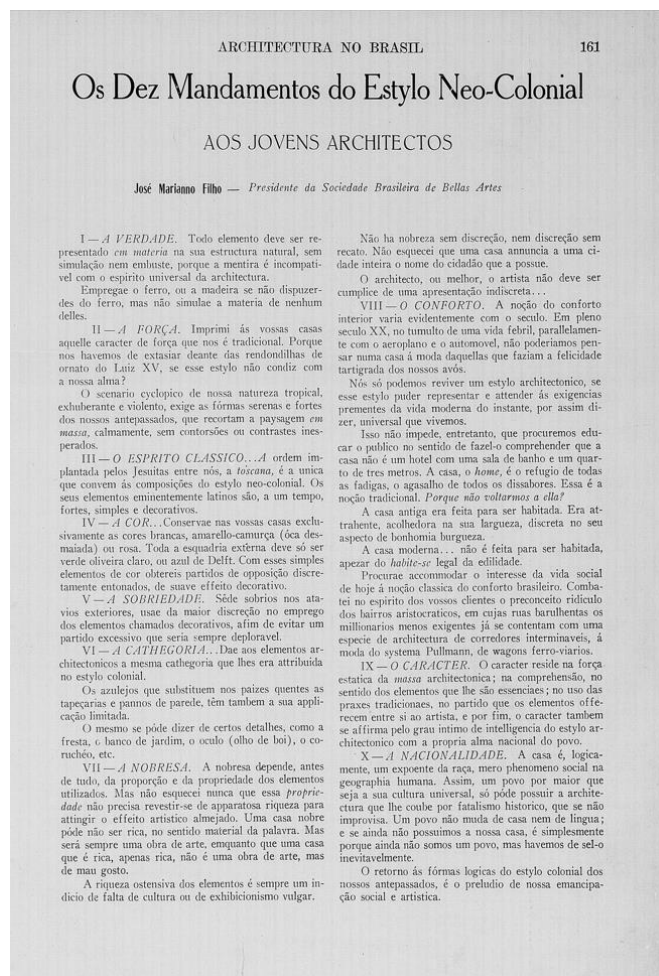 ARCHITECTURA NO BRASIL 161
Os Dez Mandamentos do Estylo Neo-Colonial
AOS JOVENS ARCHITECTOS
José Marianno Filho — Presidente da Sociedade Brasileira de Bellas Artes
I — A VERDADE. Todo elemento deve ser re-
presentado em materia na sua estructura natural, sem
simulação nem embuste, porque a mentira é incompati-
vel com o espirito universal da architectura.
Empregae o ferro, ou a madeira se não dispuzer-
des do ferro, mas não simulae a materia de nenhum
delles.
II — A FORÇA. Imprimi ás vossas casas
aquelle caracter de força que nos é tradicional. Porque
nos havemos de extasiar deante das rendondilhas de
ornato do Luiz XV, se esse estylo não condiz com
a nossa alma?
O scenario cyclopico de nossa natureza tropical,
exhuberante e violento, exige as fórmas serenas e fortes
dos nossos antepassados, que recortam a paysagem em
massa, calmamente, sem contorsões ou contrastes ines-
perados.
III — O ESPRITO CLASSICO...A ordem im-
plantada pelos Jesuitas entre nós, a toscana, é a unica
que convem ás composições do estylo neo-colonial. Os
seus elementos eminentemente latinos são, a um tempo,
fortes, simples e decorativos.
IV — A COR...Conservae nas vossas casas exclu-
sivamente as cores brancas, amarello-camurça (óca des-
maiada) ou rosa. Toda a esquadria externa deve só ser
verde oliveira claro, ou azul de Delft. Com esses simples
elementos de cor obtereis partidos de opposição discre-
tamente entonados, de suave effeito decorativo.
V — A SOBRIEDADE. Sêde sobrios nos ata-
vios exteriores, usae da maior discreção no emprego
dos elementos chamados decorativos, afim de evitar um
partido excessivo que seria sempre deploravel.
VI — A CATHEGORIA...Dae aos elementos ar-
chitectonicos a mesma cathegoria que lhes era attribuida
no estylo colonial.
Os azulejos que substituem nos paizes quentes as
tapeçarias e pannos de parede, têm tambem a sua appli-
cação limitada.
O mesmo se póde dizer de certos detalhes, como a
fresta, o banco de jardim, o oculo (olho de boi), o co-
ruchéo, etc.
VII — A NOBRESA. A nobresa depende, antes
de tudo, da proporção e da propriedade dos elementos
utilizados. Mas não esquecei nunca que essa proprie-
dade não precisa revestir-se de apparatosa riqueza para
attingir o effeito artistico almejado. Uma casa nobre
póde não ser rica, no sentido material da palavra. Mas
será sempre uma obra de arte, emquanto que uma casa
que é rica, apenas rica, não é uma obra de arte, mas
de mau gosto.
A riqueza ostensiva dos elementos é sempre um in-
dicio de falta de cultura ou de exhibicionismo vulgar.
Não ha nobreza sem discreção, nem discreção sem
recato. Não esquecei que uma casa annuncia a uma ci-
dade inteira o nome do cidadão que a possue.
O architecto, ou melhor, o artista não deve ser
cumplice de uma apresentação indiscreta...
VIII — O CONFORTO. A noção do conforto
interior varia evidentemente com o seculo. Em pleno
seculo XX, no tumulto de uma vida febril, parallelamen-
te com o aeroplano e o automovel, não poderiamos pen-
sar numa casa á moda daquellas que faziam a felicidade
tartigrada dos nossos avós.
Nós só podemos reviver um estylo architectonico, se
esse estylo puder representar e attender ás exigencias
prementes da vida moderna do instante, por assim di-
zer, universal que vivemos.
Isso não impede, entretanto, que procuremos edu-
car o publico no sentido de fazel-o comprehender que a
casa não é um hotel com uma sala de banho e um quar-
to de tres metros. A casa, o home, é o refugio de todas
as fadigas, o agasalho de todos os dissabores. Essa é a
noção tradicional. Porque não voltarmos a ella?
A casa antiga era feita para ser habitada. Era at-
trahente, acolhedora na sua largueza, discreta no seu
aspecto de bonhomia burgueza.
A casa moderna... não é feita para ser habitada,
apezar do habite-se legal da edilidade.
Procurae accommodar o interesse da vida social
de hoje á noção classica do conforto brasileiro. Comba-
tei no espirito dos vossos clientes o preconceito ridiculo
dos bairros aristocraticos, em cujas ruas barulhentas os
millionarios menos exigentes já se contentam com uma
especie de architectura de corredores interminaveis, á
moda do systema Pullmann, de wagons ferro-viarios.
IX — O CARACTER. O caracter reside na força
estatica da massa architectonica; na comprehensão, no
sentido dos elementos que lhe são essenciaes; no uso das
praxes tradicionaes, no partido que os elementos offe-
recem entre si ao artista, e por fim, o caracter tambem
se affirma pelo grau intimo de intelligencia do estylo ar-
chitectonico com a propria alma nacional do povo.
X — A NACIONALIDADE. A casa é, logica-
mente, um expoente da raça, mero phenomeno social na
geographia humana. Assim, um povo por maior que
seja a sua cultura universal, só póde possuir a archite-
ctura que lhe coube por fatalismo historico, que se não
improvisa. Um povo não muda de casa nem de lingua;
e se ainda não possuimos a nossa casa, é simplesmente
porque ainda não somos um povo, mas havemos de sel-o
inevitavelmente.
O retorno ás fórmas logicas do estylo colonial dos
nossos antepassados, é o preludio de nossa emancipa-
ção social e artistica.